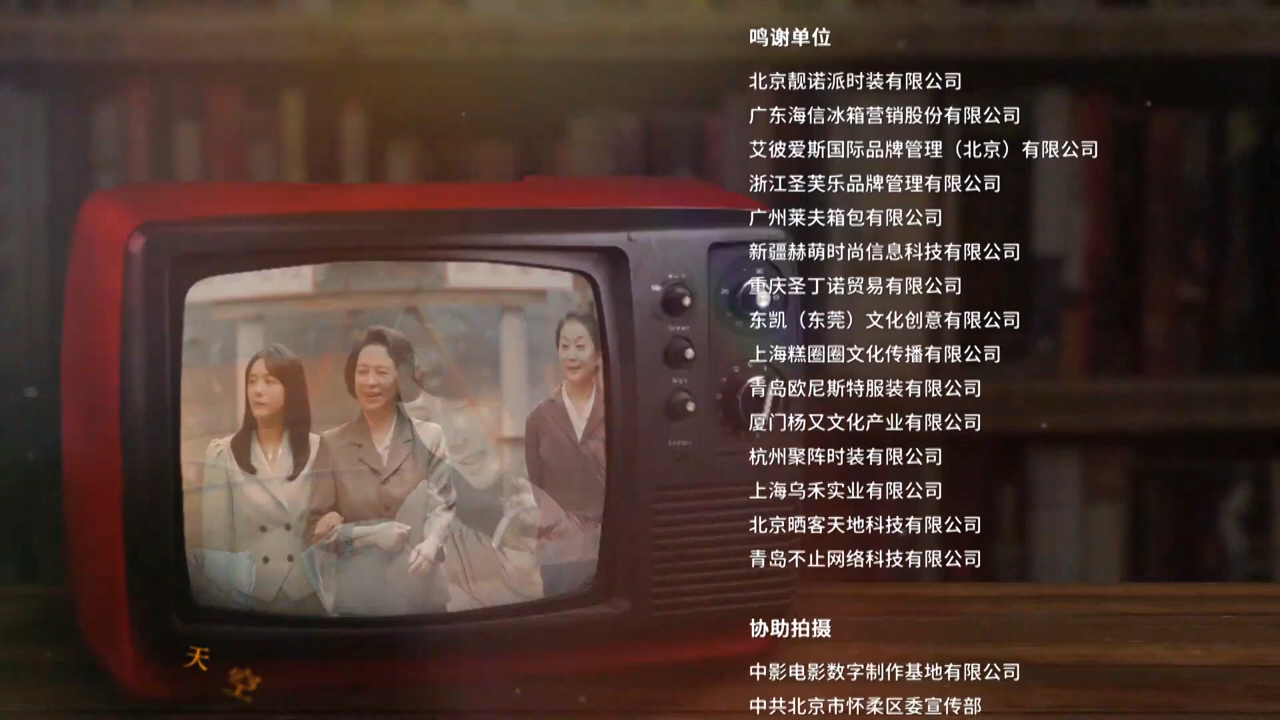 鸣谢单位
北京靓诺派时装有限公司
广东海信冰箱营销股份有限公司
艾彼爱斯国际品牌管理（北京）有限公司
浙江圣芙乐品牌管理有限公司
广州莱夫箱包有限公司
新疆赫萌时尚信息科技有限公司
重庆圣丁诺贸易有限公司
东凯（东莞）文化创意有限公司
上海糕圈圈文化传播有限公司
青岛欧尼斯特服装有限公司
厦门杨又文化产业有限公司
杭州聚阵时装有限公司
上海乌禾实业有限公司
北京晒客天地科技有限公司
青岛不止网络科技有限公司
协助拍摄
中影电影数字制作基地有限公司
中共北京市怀柔区委宣传部
天
空